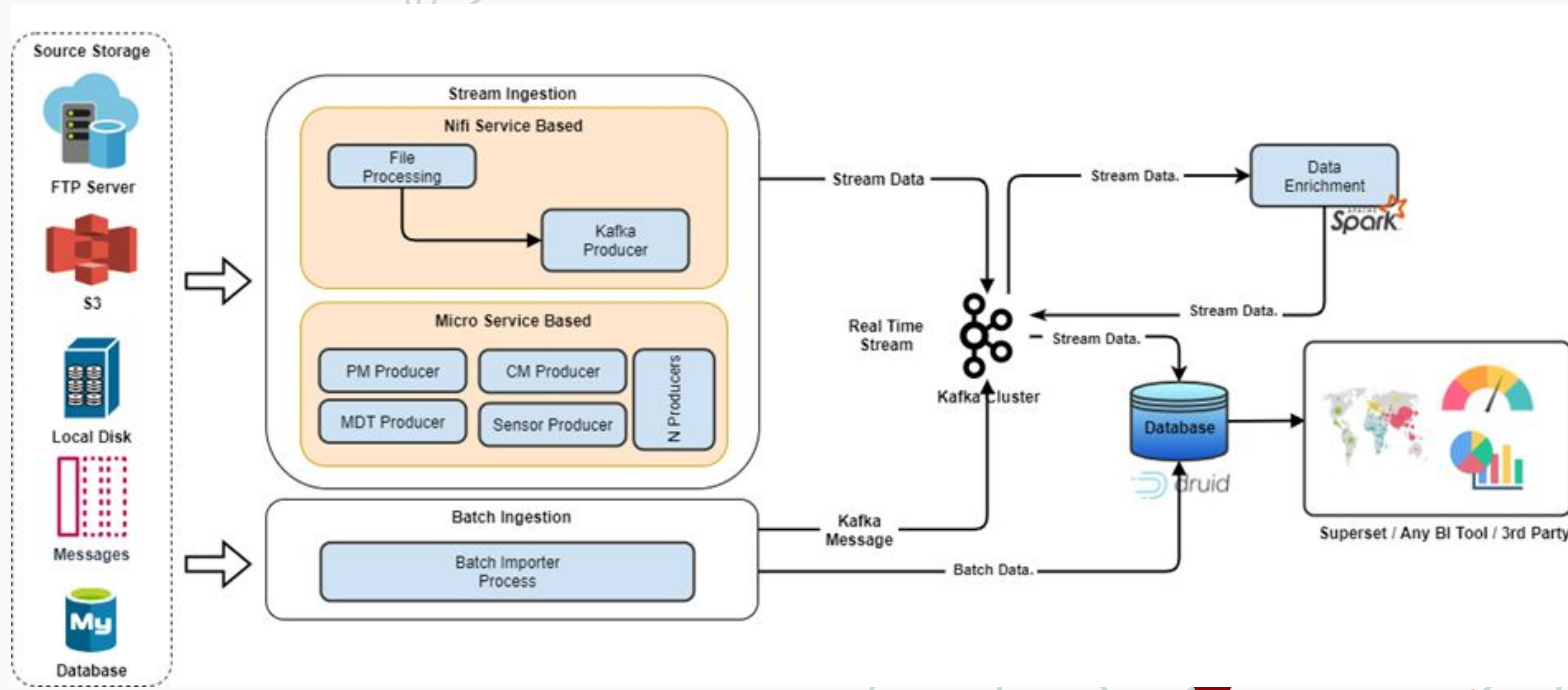 Source Storage
FTP Server
S3
Local Disk
Messages
My
Database
Stream Ingestion
Nifi Service Based
File
Processing
Kafka
Producer
Micro Service Based
PM Producer
CM Producer
MDT Producer
Sensor Producer
N Producers
Batch Ingestion
Batch Importer
Process
Stream Data
Kafka
Message
Batch Data.
Real Time
Stream
Kafka Cluster
Stream Data.
Data
Enrichment
APACHE
Spark
Stream Data.
Stream Data.
Database
druid
Superset / Any BI Tool / 3rd Party